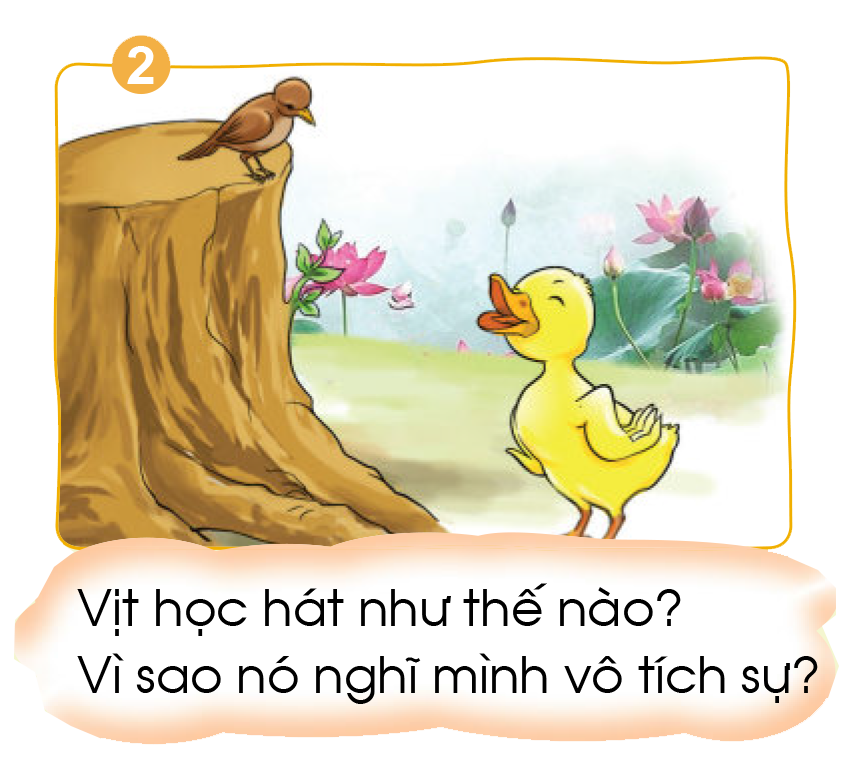 2
Vịt học hát như thế nào?
Vì sao nó nghĩ mình vô tích sự?